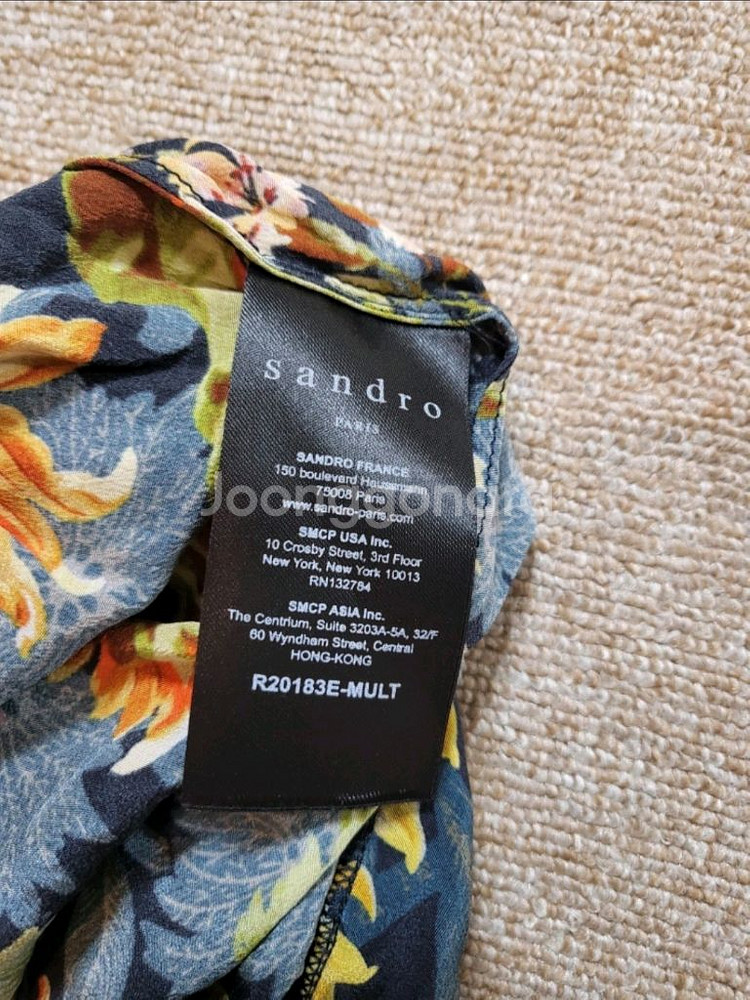 sandro
PARIS
SANDRO FRANCE
150 boulevard Haussmann
75008 Paris
www.sandro-paris.com
SMCP USA Inc.
10 Crosby Street, 3rd Floor
New York, New York 10013
RN132784
SMCP ASIA Inc.
The Centrium, Suite 3203A-5A, 32/F
60 Wyndham Street, Central
HONG-KONG
R20183E-MULT